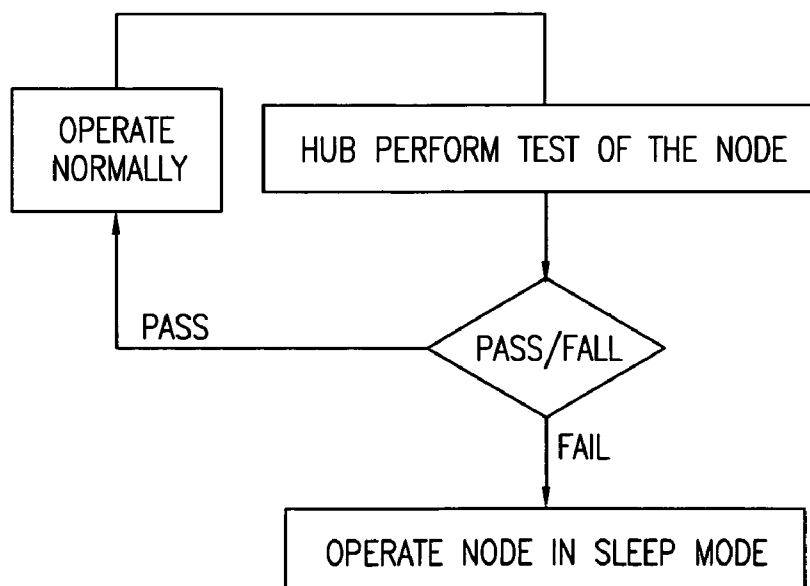 OPERATE
NORMALLY
HUB PERFORM TEST OF THE NODE
PASS
PASS/FALL
FAIL
OPERATE NODE IN SLEEP MODE